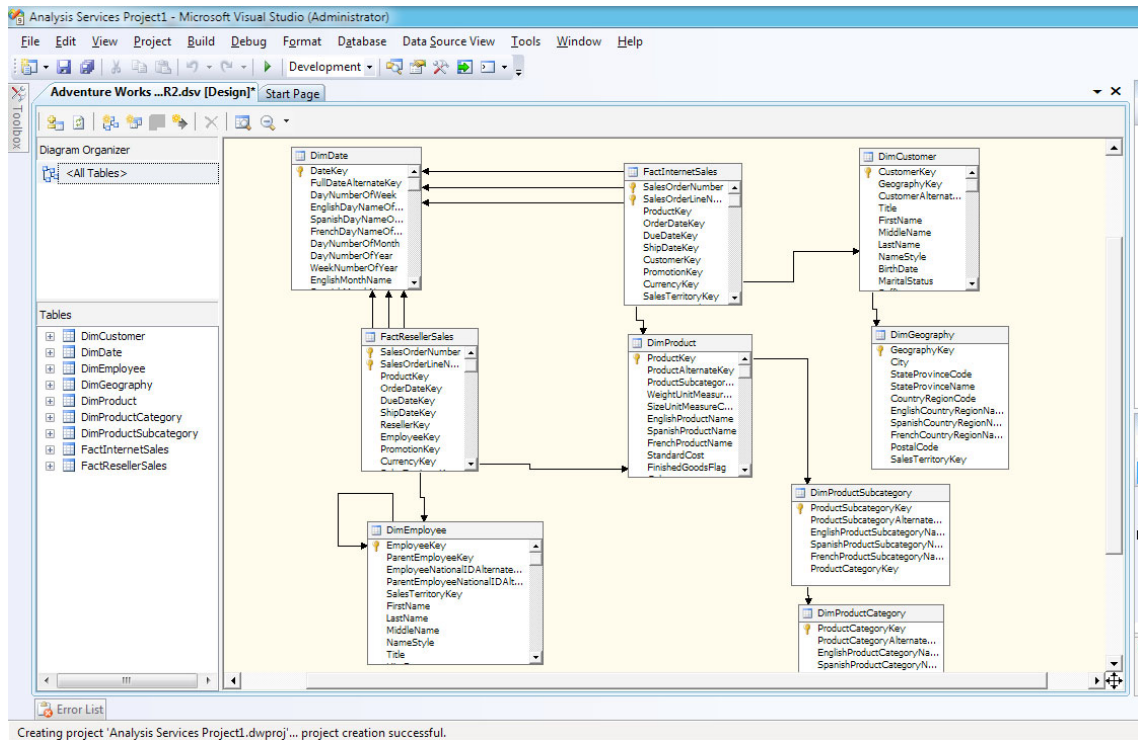 Analysis Services Project1 - Microsoft Visual Studio (Administrator)
File Edit View Project Build Debug Format Database Data Source View Tools Window Help
Development
Toolbox
Adventure Works ...R2.dsv [Design]* Start Page
Diagram Organizer
<All Tables>
Tables
DimCustomer
DimDate
DimEmployee
DimGeography
DimProduct
DimProductCategory
DimProductSubcategory
FactInternetSales
FactResellerSales
DimDate
DateKey
FullDateAlternateKey
DayNumberOfWeek
EnglishDayNameOf...
SpanishDayNameO...
FrenchDayNameOf...
DayNumberOfMonth
DayNumberOfYear
WeekNumberOfYear
EnglishMonthName
FactInternetSales
SalesOrderNumber
SalesOrderLineN...
ProductKey
OrderDateKey
DueDateKey
ShipDateKey
CustomerKey
PromotionKey
CurrencyKey
SalesTerritoryKey
DimCustomer
CustomerKey
GeographyKey
CustomerAlternat...
Title
FirstName
MiddleName
LastName
NameStyle
BirthDate
MaritalStatus
FactResellerSales
SalesOrderNumber
SalesOrderLineN...
ProductKey
OrderDateKey
DueDateKey
ShipDateKey
ResellerKey
EmployeeKey
PromotionKey
CurrencyKey
DimProduct
ProductKey
ProductAlternateKey
ProductSubcategor...
WeightUnitMeasur...
SizeUnitMeasureC...
EnglishProductName
SpanishProductName
FrenchProductName
StandardCost
FinishedGoodsFlag
DimGeography
GeographyKey
City
StateProvinceCode
StateProvinceName
CountryRegionCode
EnglishCountryRegionNa...
SpanishCountryRegionNa...
FrenchCountryRegionNa...
PostalCode
SalesTerritoryKey
DimProductSubcategory
ProductSubcategoryKey
ProductSubcategoryAlternate...
EnglishProductSubcategoryNa...
SpanishProductSubcategoryN...
FrenchProductSubcategoryNa...
ProductCategoryKey
DimEmployee
EmployeeKey
ParentEmployeeKey
EmployeeNationalIDAlternate...
ParentEmployeeNationalIDAlt...
SalesTerritoryKey
FirstName
LastName
MiddleName
NameStyle
Title
DimProductCategory
ProductCategoryKey
ProductCategoryAlternate...
EnglishProductCategoryNa...
SpanishProductCategoryN...
Error List
Creating project 'Analysis Services Project1.dwproj'... project creation successful.